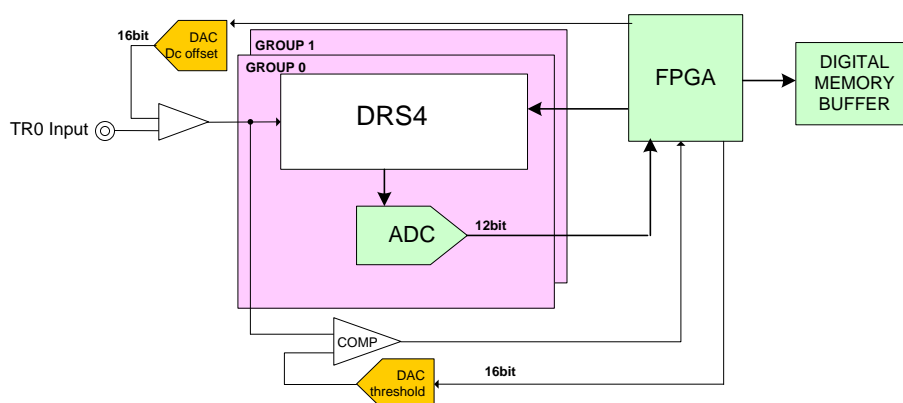 16bit
DAC
Dc offset
GROUP 1
GROUP 0
FPGA
DIGITAL
MEMORY
BUFFER
TR0 Input
DRS4
ADC
12bit
COMP
DAC
threshold
16bit